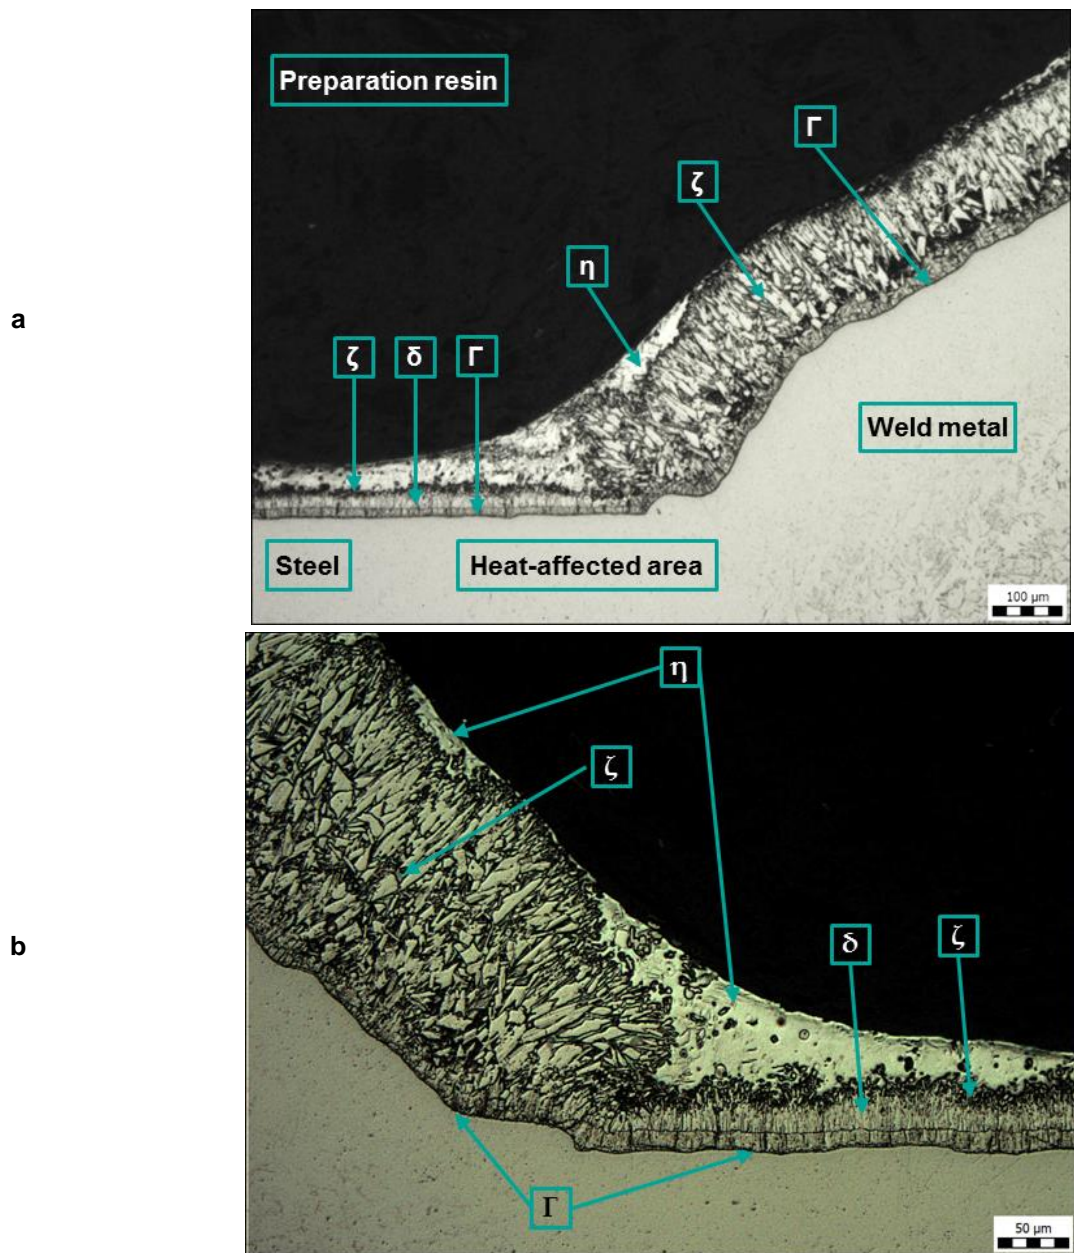 a
Preparation resin
Γ
ζ
η
ζ δ Γ
Weld metal
Steel
Heat-affected area
100 µm
b
η
ζ
δ
ζ
Γ
50 µm